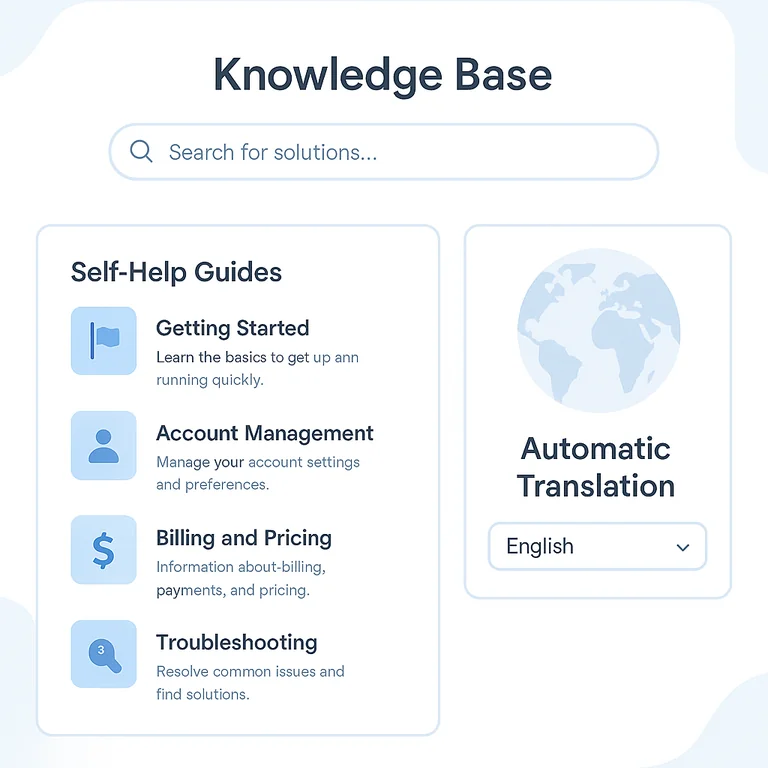 Knowledge Base
Search for solutions...
Self-Help Guides
Getting Started
Learn the basics to get up ann
running quickly.
Account Management
Manage your account settings
and preferences.
Billing and Pricing
Information about-billing,
payments, and pricing.
3
Troubleshooting
Resolve common issues and
find solutions.
Automatic
Translation
English